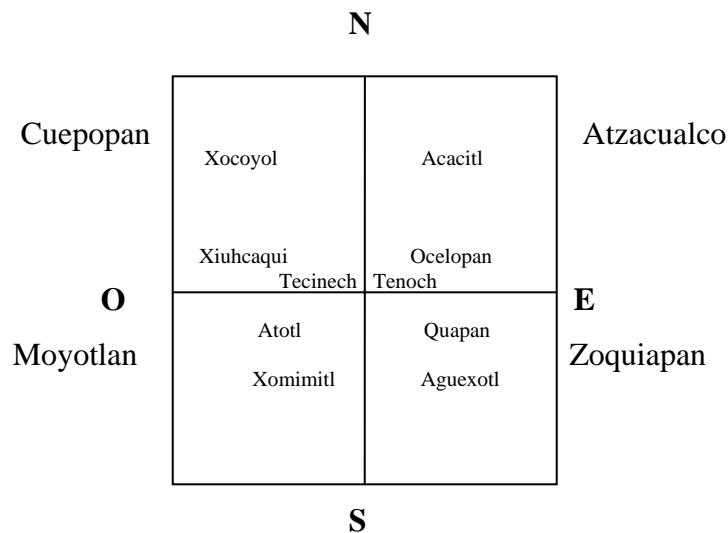 N
Cuepopan Atzacualco
Xocoyol Acacitl
Xiuhcaqui Ocelopan
Tecinech Tenoch
O E
Atotl Quapan
Moyotlan Zoquiapan
Xomimitl Aguexotl
S